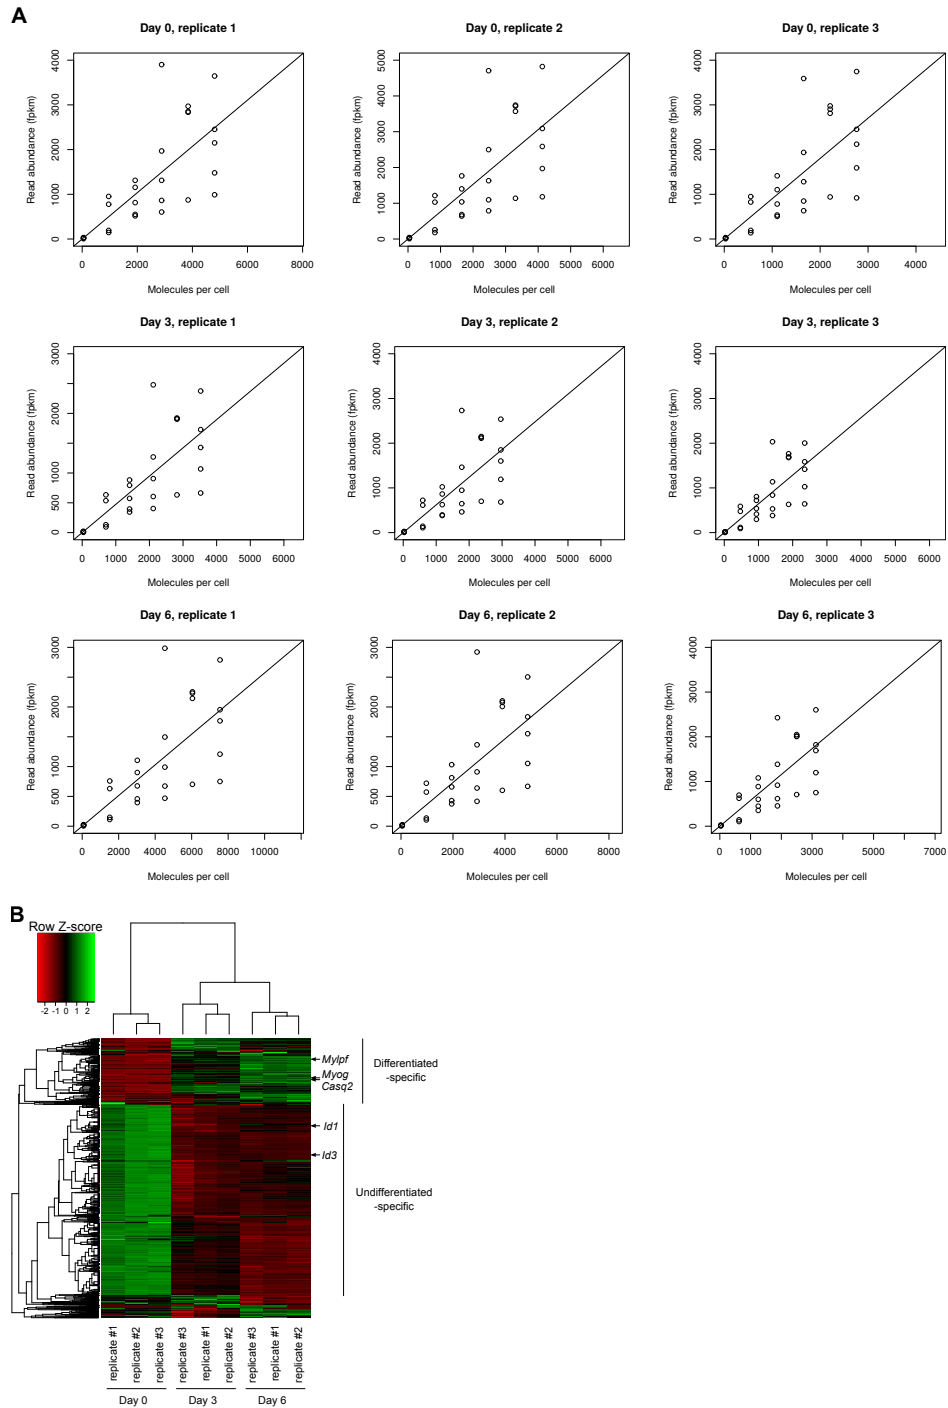 A
Day 0, replicate 1
Read abundance (fpkm)
0 1000 2000 3000 4000
0 2000 4000 6000 8000
Molecules per cell
Day 0, replicate 2
Read abundance (fpkm)
0 1000 2000 3000 4000 5000
0 1000 2000 3000 4000 5000 6000
Molecules per cell
Day 0, replicate 3
Read abundance (fpkm)
0 1000 2000 3000 4000
0 1000 2000 3000 4000
Molecules per cell
Day 3, replicate 1
Read abundance (fpkm)
0 500 1000 2000 3000
0 1000 2000 3000 4000 5000 6000
Molecules per cell
Day 3, replicate 2
Read abundance (fpkm)
0 1000 2000 3000 4000
0 1000 2000 3000 4000 5000 6000
Molecules per cell
Day 3, replicate 3
Read abundance (fpkm)
0 1000 2000 3000 4000
0 1000 2000 3000 4000 5000 6000
Molecules per cell
Day 6, replicate 1
Read abundance (fpkm)
0 500 1000 2000 3000
0 2000 4000 6000 8000 10000
Molecules per cell
Day 6, replicate 2
Read abundance (fpkm)
0 500 1000 2000 3000
0 2000 4000 6000 8000
Molecules per cell
Day 6, replicate 3
Read abundance (fpkm)
0 1000 2000 3000 4000
0 1000 3000 5000 7000
Molecules per cell
B
Row Z-score
-2 -1 0 1 2
Mylpf
Myog
Casq2
Id1
Id3
Differentiated
-specific
Undifferentiated
-specific
replicate #1
replicate #2
replicate #3
replicate #3
replicate #1
replicate #2
replicate #3
replicate #1
replicate #2
Day 0
Day 3
Day 6